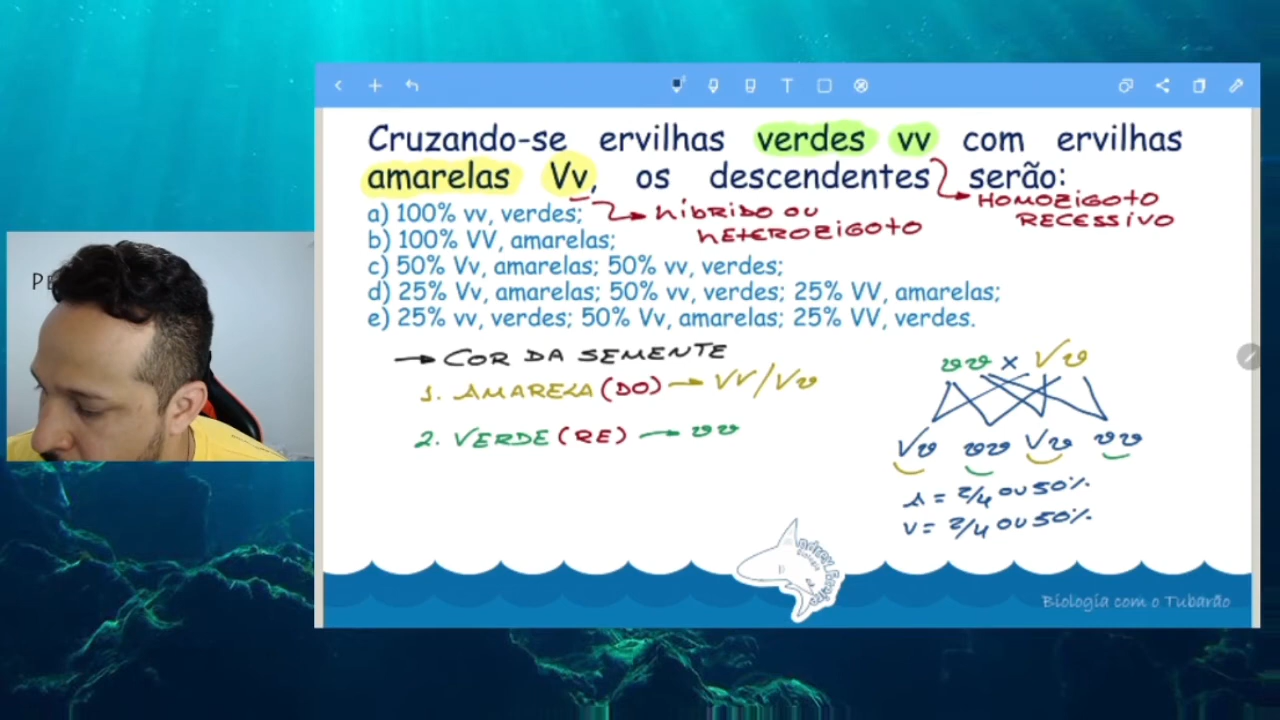 Cruzando-se ervilhas verdes vv com ervilhas
amarelas Vv, os descendentes serão:
a) 100% vv, verdes;
b) 100% VV, amarelas;
c) 50% Vv, amarelas; 50% vv, verdes;
d) 25% Vv, amarelas; 50% vv, verdes; 25% VV, amarelas;
e) 25% vv, verdes; 50% Vv, amarelas; 25% VV, verdes.
HOMOZIGOTO
RECESSIVO
HÍBRIDO OU
HETEROZIGOTO
→ COR DA SEMENTE
1. AMARELA (DO) → VV/Vv
2. VERDE (RE) → vv
vv x Vv
Vv vv Vv vv
A = 2/4 OU 50%
V = 2/4 OU 50%
PE
Biologia com o Tubarão